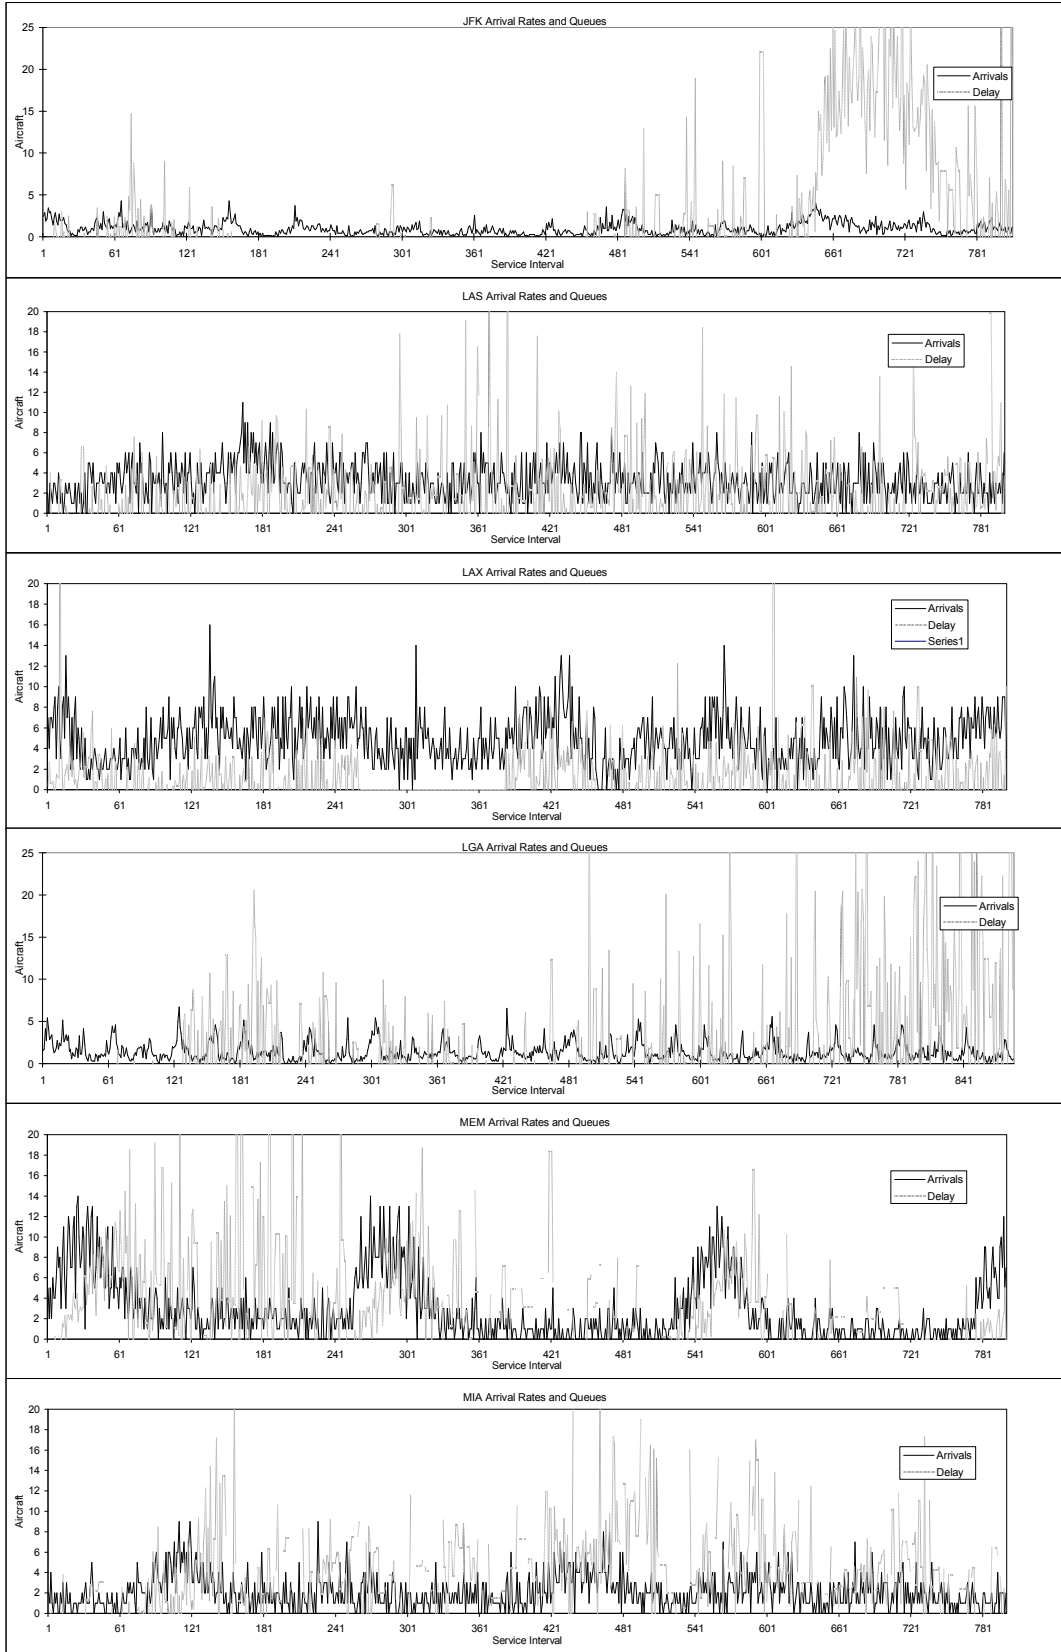 JFK Arrival Rates and Queues
25
20
15
10
5
0
Aircraft
Arrivals
Delay
1 61 121 181 241 301 361 421 481 541 601 661 721 781
Service Interval
LAS Arrival Rates and Queues
20
18
16
14
12
10
8
6
4
2
0
Aircraft
Arrivals
Delay
1 61 121 181 241 301 361 421 481 541 601 661 721 781
Service Interval
LAX Arrival Rates and Queues
20
18
16
14
12
10
8
6
4
2
0
Aircraft
Arrivals
Delay
Series1
1 61 121 181 241 301 361 421 481 541 601 661 721 781
Service Interval
LGA Arrival Rates and Queues
25
20
15
10
5
0
Aircraft
Arrivals
Delay
1 61 121 181 241 301 361 421 481 541 601 661 721 781 841
Service Interval
MEM Arrival Rates and Queues
20
18
16
14
12
10
8
6
4
2
0
Aircraft
Arrivals
Delay
1 61 121 181 241 301 361 421 481 541 601 661 721 781
Service Interval
MIA Arrival Rates and Queues
20
18
16
14
12
10
8
6
4
2
0
Aircraft
Arrivals
Delay
1 61 121 181 241 301 361 421 481 541 601 661 721 781
Service Interval